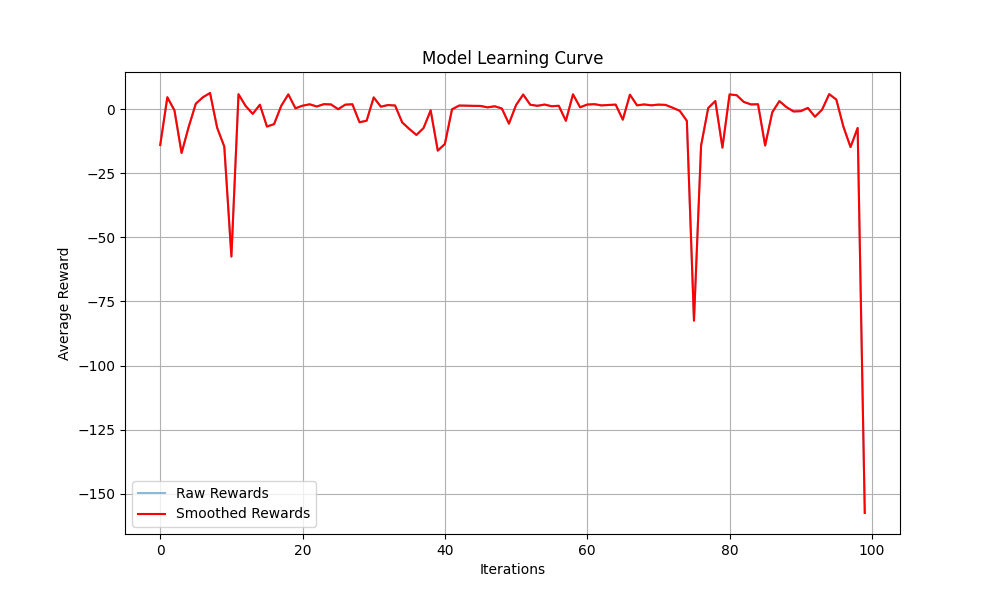 Model Learning Curve
Average Reward
0
−25
−50
−75
−100
−125
−150
Raw Rewards
Smoothed Rewards
0 20 40 60 80 100
Iterations